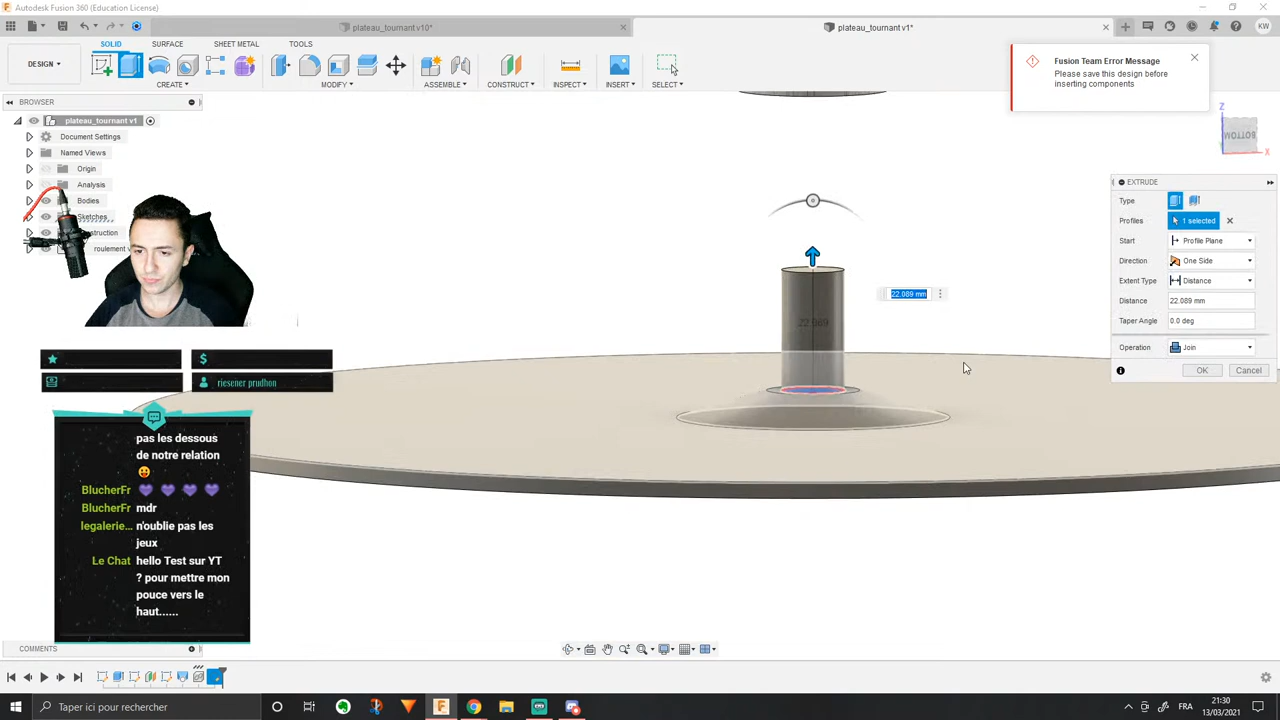 Autodesk Fusion 360 (Education License)
plateau_tournant v10*
plateau_tournant v1*
KW
SOLID
SURFACE
SHEET METAL
TOOLS
DESIGN
CREATE
MODIFY
ASSEMBLE
CONSTRUCT
INSPECT
INSERT
SELECT
Fusion Team Error Message
Please save this design before
inserting components
BROWSER
plateau_tournant v1
Document Settings
Named Views
Origin
Analysis
Bodies
Sketches
onstruction
roulement v
Z
BOTTOM
X
EXTRUDE
Type
Profiles
1 selected
Start
Profile Plane
Direction
One Side
Extent Type
Distance
Distance
22.089 mm
Taper Angle
0.0 deg
Operation
Join
OK
Cancel
22.089 mm
22.089
$
riesener prudhon
pas les dessous
de notre relation
BlucherFr
BlucherFr mdr
legalerie... n'oublie pas les
jeux
Le Chat hello Test sur YT
? pour mettre mon
pouce vers le
haut......
COMMENTS
Taper ici pour rechercher
FRA
21:30
13/03/2021